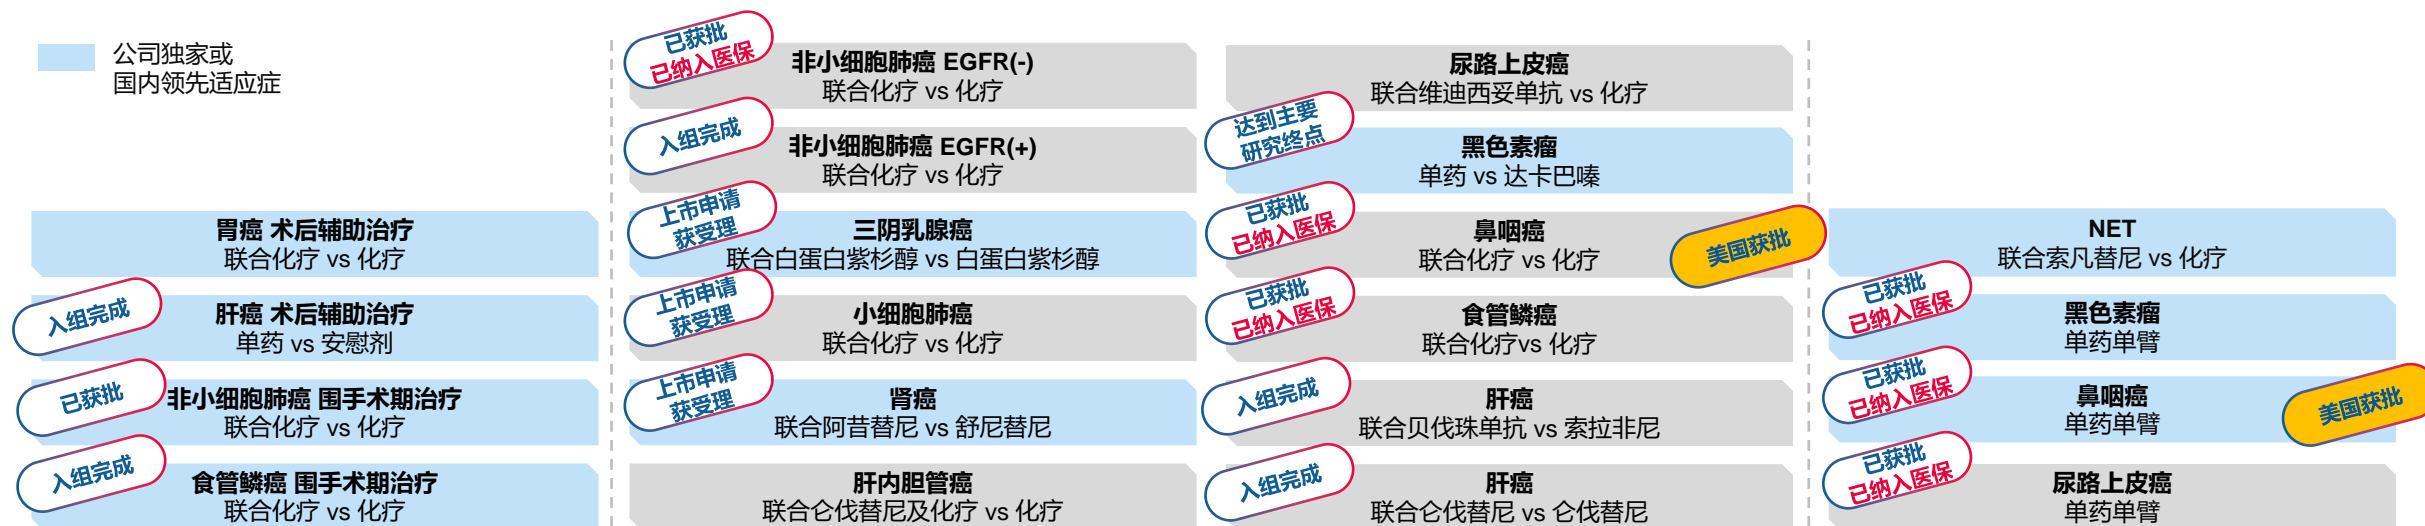 公司独家或
国内领先适应症
胃癌 术后辅助治疗
联合化疗 vs 化疗
入组完成
肝癌 术后辅助治疗
单药 vs 安慰剂
已获批
非小细胞肺癌 围手术期治疗
联合化疗 vs 化疗
入组完成
食管鳞癌 围手术期治疗
联合化疗 vs 化疗
已获批
已纳入医保
非小细胞肺癌 EGFR(-)
联合化疗 vs 化疗
入组完成
非小细胞肺癌 EGFR(+)
联合化疗 vs 化疗
上市申请
获受理
三阴乳腺癌
联合白蛋白紫杉醇 vs 白蛋白紫杉醇
上市申请
获受理
小细胞肺癌
联合化疗 vs 化疗
上市申请
获受理
肾癌
联合阿昔替尼 vs 舒尼替尼
肝内胆管癌
联合仑伐替尼及化疗 vs 化疗
尿路上皮癌
联合维迪西妥单抗 vs 化疗
达到主要
研究终点
黑色素瘤
单药 vs 达卡巴嗪
已获批
已纳入医保
鼻咽癌
联合化疗 vs 化疗
美国获批
已获批
已纳入医保
食管鳞癌
联合化疗vs 化疗
入组完成
肝癌
联合贝伐珠单抗 vs 索拉非尼
入组完成
肝癌
联合仑伐替尼 vs 仑伐替尼
NET
联合索凡替尼 vs 化疗
已获批
已纳入医保
黑色素瘤
单药单臂
已获批
已纳入医保
鼻咽癌
单药单臂
美国获批
已获批
已纳入医保
尿路上皮癌
单药单臂